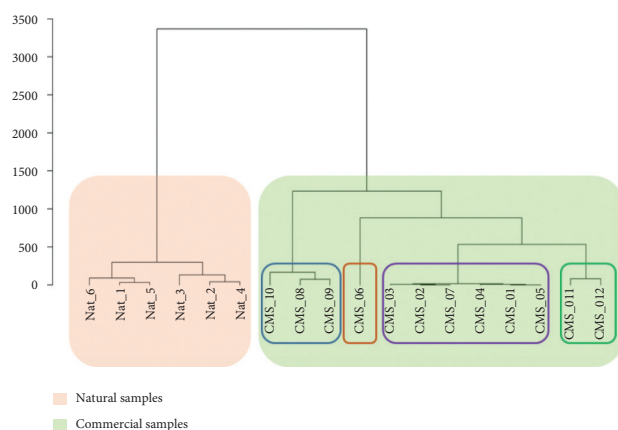 3500
3000
2500
2000
1500
1000
500
0
Nat_6
Nat_1
Nat_5
Nat_3
Nat_2
Nat_4
CMS_10
CMS_08
CMS_09
CMS_06
CMS_03
CMS_02
CMS_07
CMS_04
CMS_01
CMS_05
CMS_011
CMS_012
Natural samples
Commercial samples